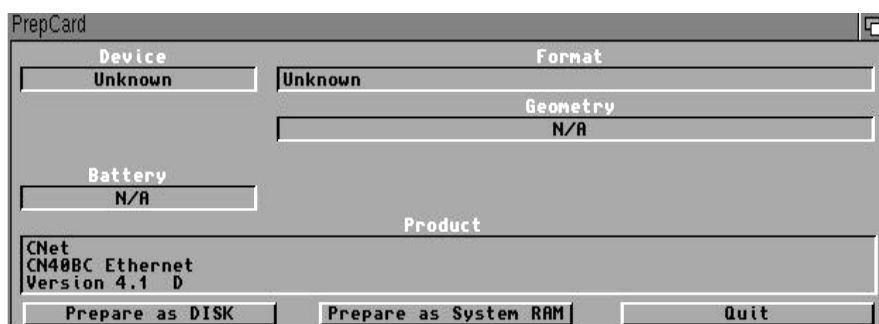 PrepCard
Device
Format
Unknown
Unknown
Geometry
N/A
Battery
N/A
Product
CNet
CN40BC Ethernet
Version 4.1 D
Prepare as DISK
Prepare as System RAM
Quit